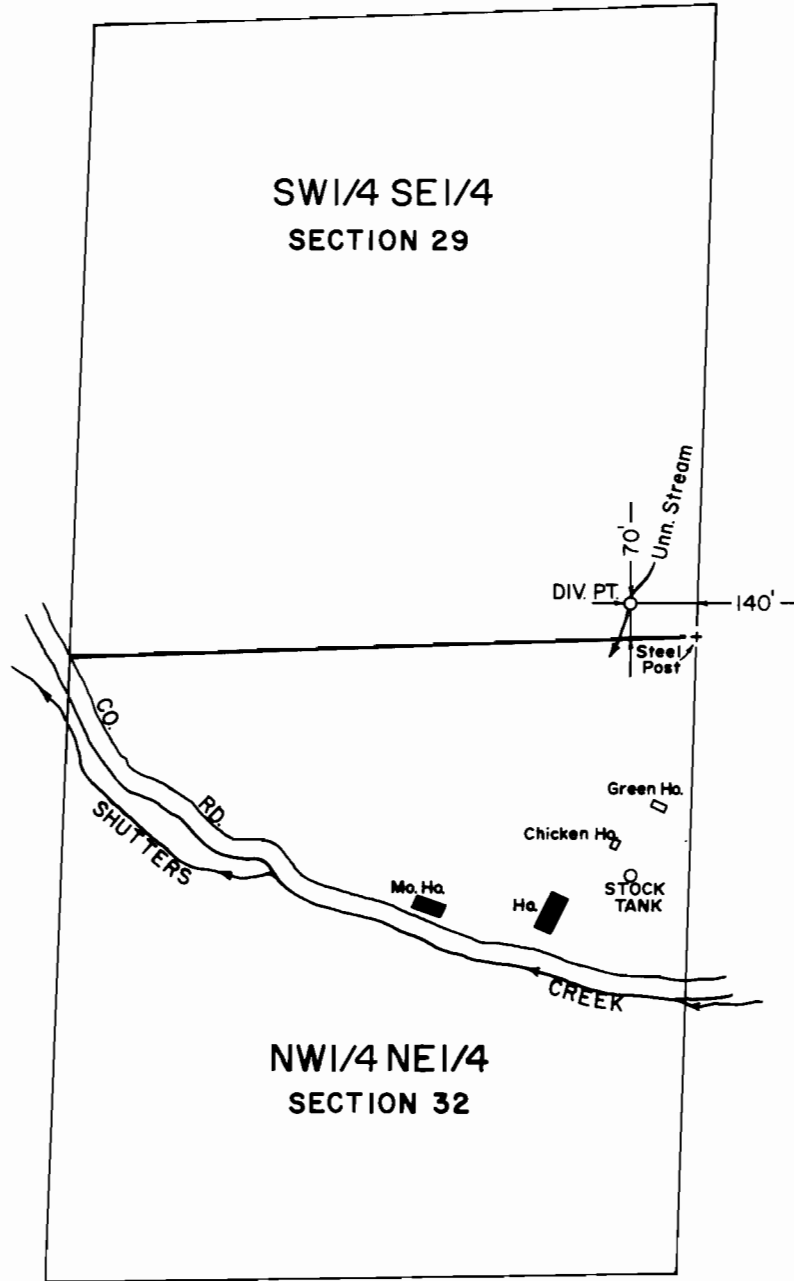 SW1/4 SE1/4
SECTION 29
Unn. Stream
70'
DIV. PT.
140'
Steel
Post
CO.
RD.
Green Ho.
SHUTTERS
Chicken Ho.
Mo. Ho.
Ho.
STOCK
TANK
CREEK
NW1/4 NE1/4
SECTION 32